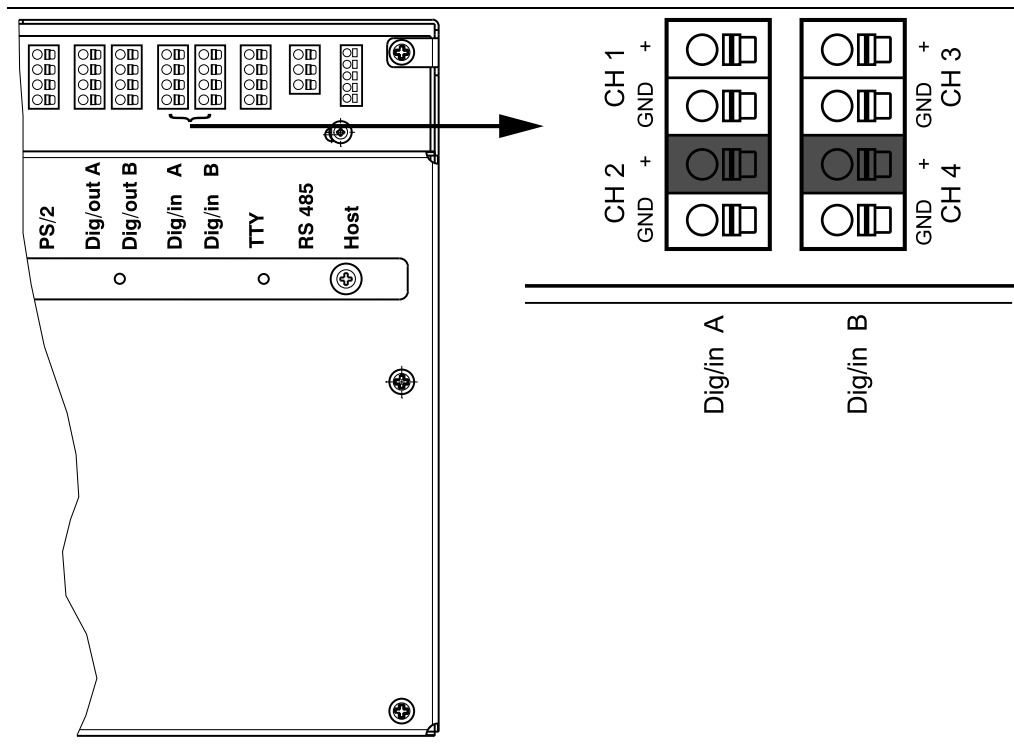 PS/2
Dig/out A
Dig/out B
Dig/in A
Dig/in B
TTY
RS 485
Host
CH 1
+
GND
CH 2
+
GND
+
CH 3
GND
+
CH 4
GND
Dig/in A
Dig/in B